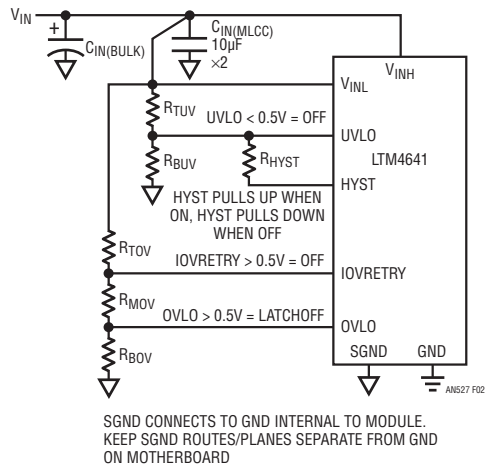 VIN
+
CIN(BULK)
CIN(MLCC)
10µF
×2
VINH
VINL
RTUV
UVLO < 0.5V = OFF
UVLO
LTM4641
RBUV
RHYST
HYST
HYST PULLS UP WHEN
ON, HYST PULLS DOWN
WHEN OFF
RTOV
IOVRETRY > 0.5V = OFF
IOVRETRY
RMOV
OVLO > 0.5V = LATCHOFF
OVLO
RBOV
SGND
GND
AN527 F02
SGND CONNECTS TO GND INTERNAL TO MODULE.
KEEP SGND ROUTES/PLANES SEPARATE FROM GND
ON MOTHERBOARD